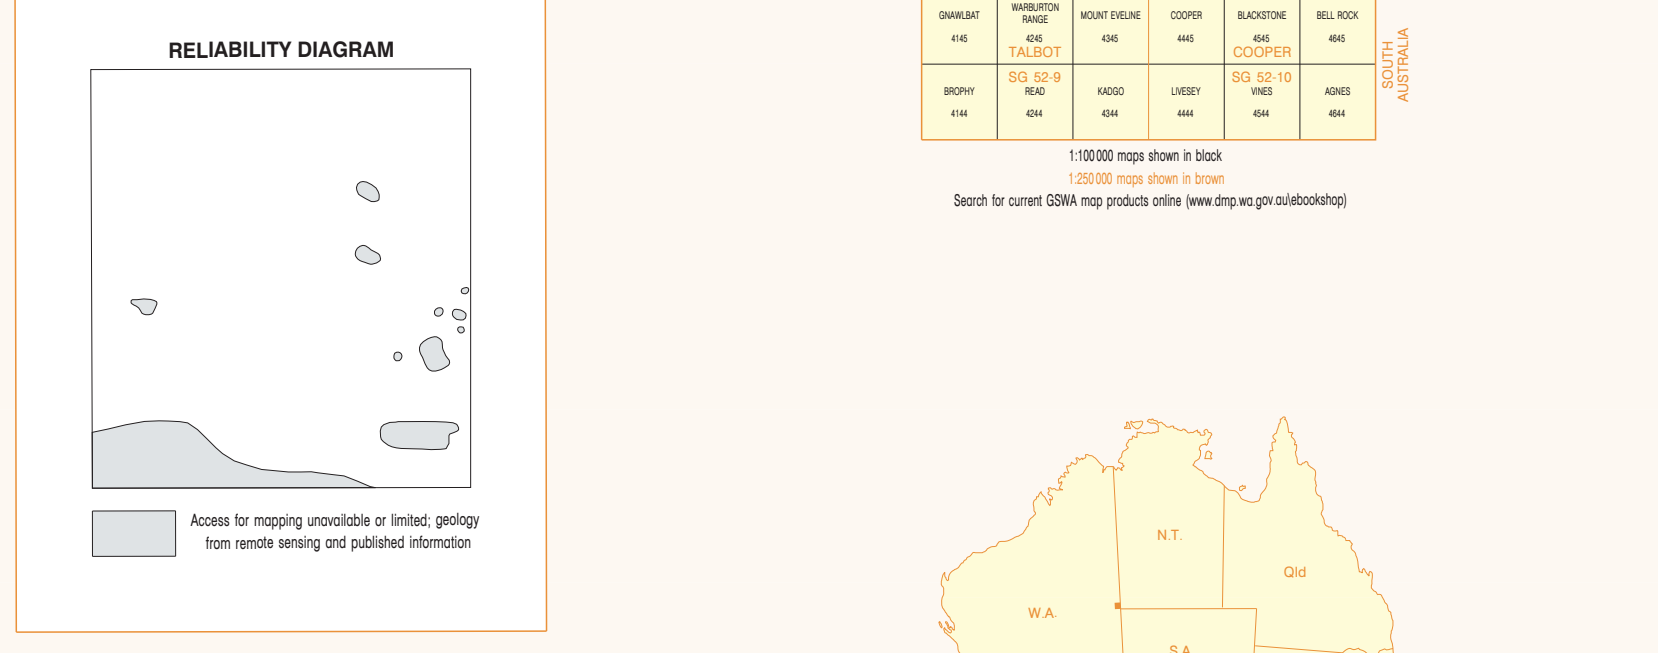 RELIABILITY DIAGRAM
Access for mapping unavailable or limited; geology
from remote sensing and published information
GNAWLBAT
WARBURTON
RANGE
MOUNT EVELINE
COOPER
BLACKSTONE
BELL ROCK
4145
4245
4345
4445
4545
4645
TALBOT
COOPER
SG 52-9
SG 52-10
BROPHY
READ
KADGO
LIVESEY
VINES
AGNES
4144
4244
4344
4444
4544
4644
SOUTH
AUSTRALIA
1:100 000 maps shown in black
1:250 000 maps shown in brown
Search for current GSWA map products online (www.dmp.wa.gov.au\ebookshop)
N.T.
Qld
W.A.
S.A.